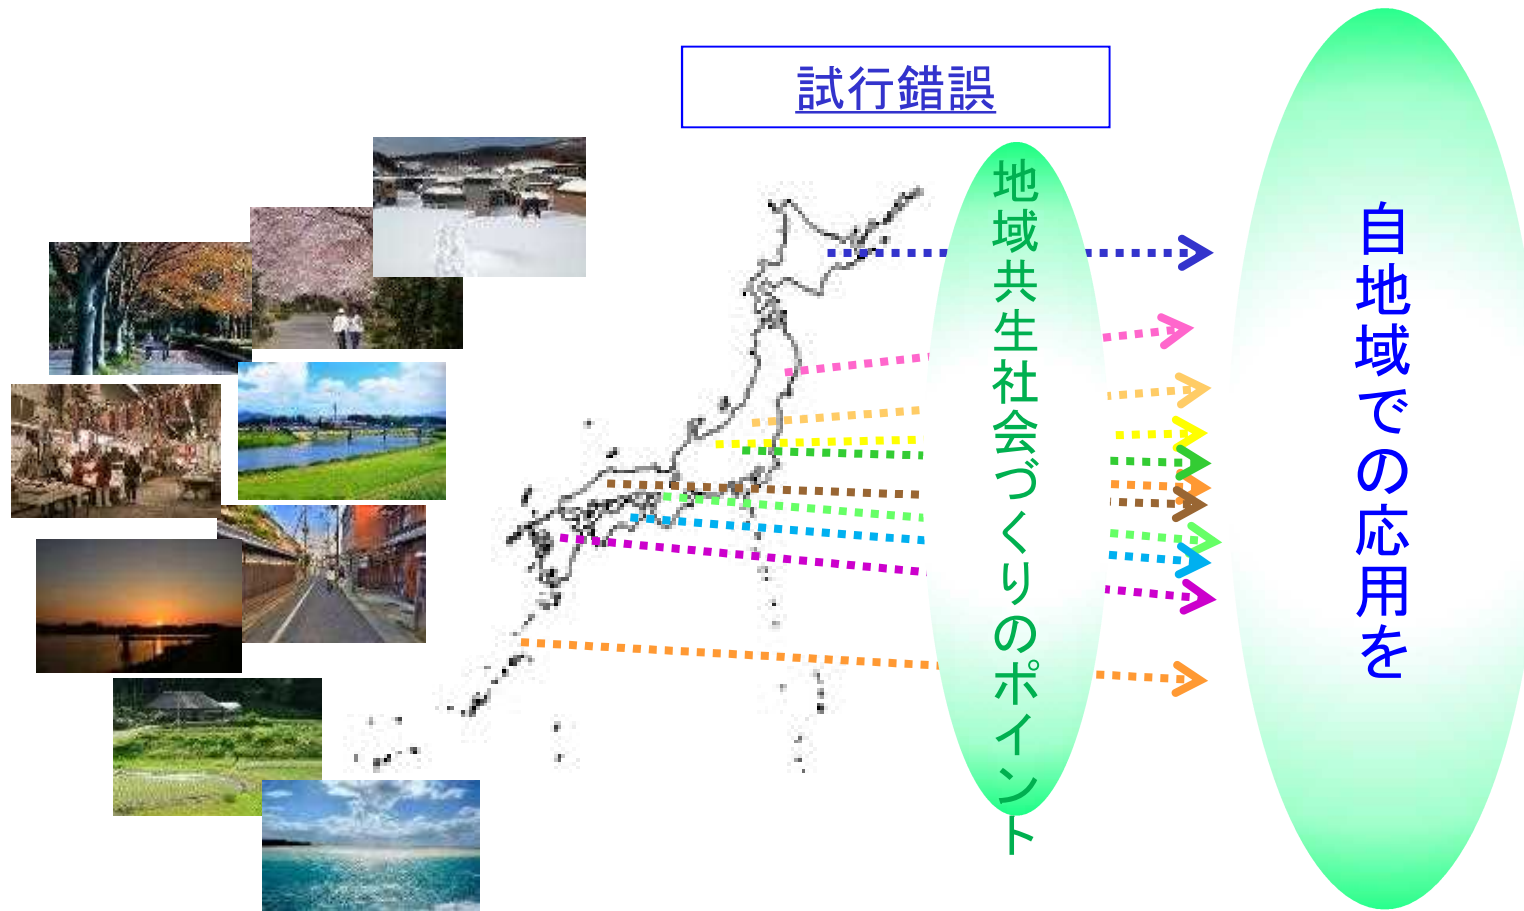 試行錯誤
地域共生社会づくりのポイント
自地域での応用を